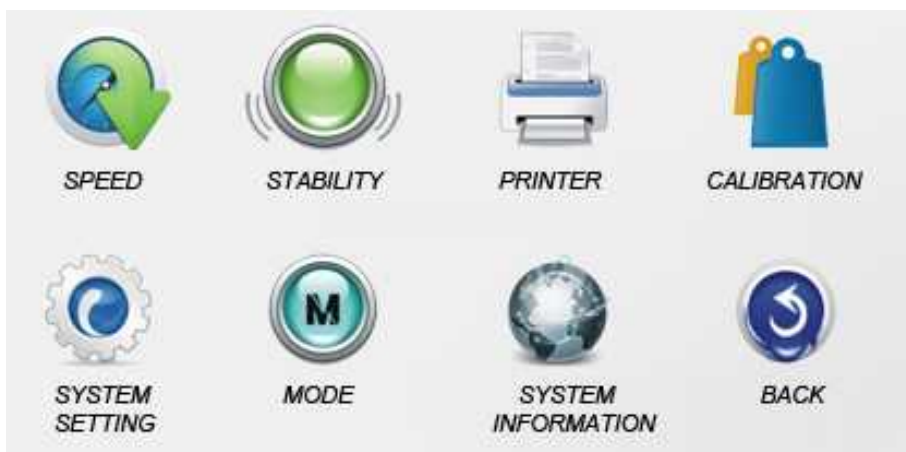 SPEED
STABILITY
PRINTER
CALIBRATION
M
SYSTEM
SETTING
MODE
SYSTEM
INFORMATION
BACK